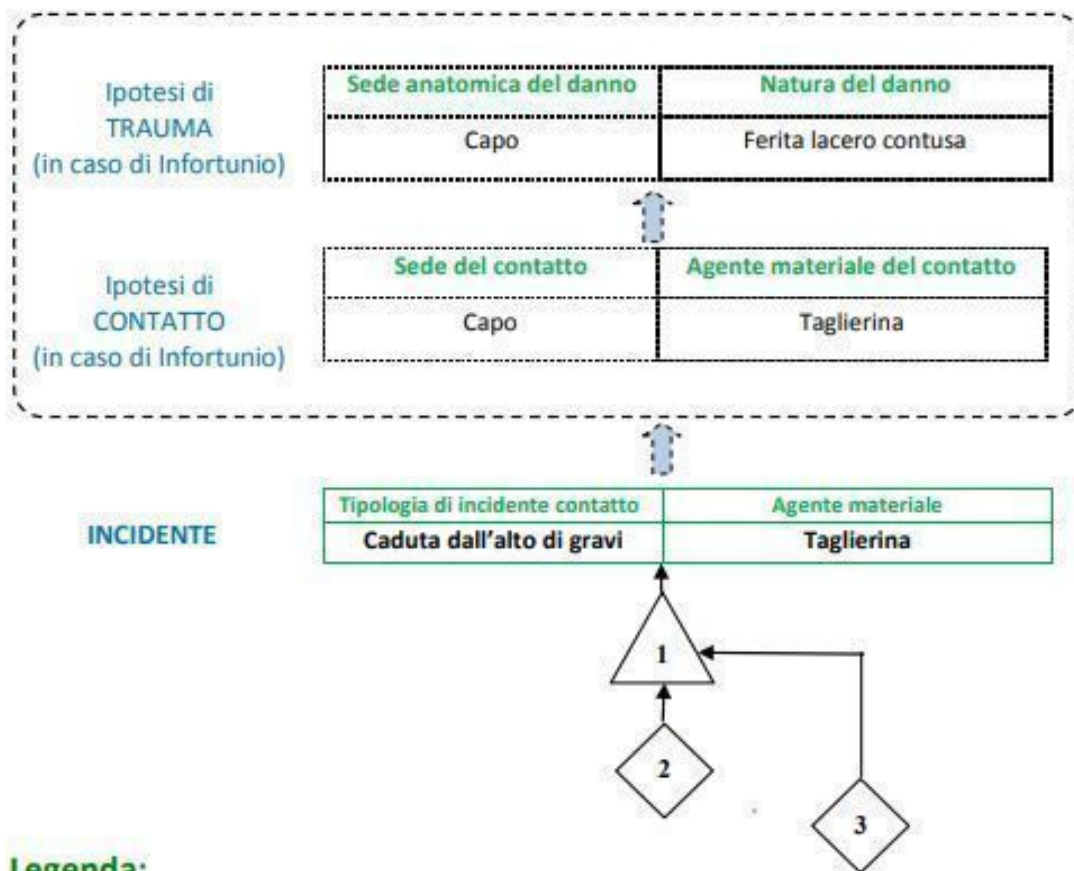 Ipotesi di
TRAUMA
(in caso di Infortunio)
Sede anatomica del danno
Natura del danno
Capo
Ferita lacero contusa
Ipotesi di
CONTATTO
(in caso di Infortunio)
Sede del contatto
Agente materiale del contatto
Capo
Taglierina
INCIDENTE
Tipologia di incidente contatto
Agente materiale
Caduta dall'alto di gravi
Taglierina
1
2
3
Legenda: